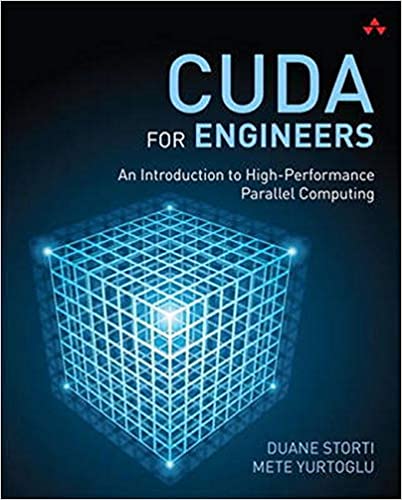 CUDA
FOR ENGINEERS
An Introduction to High-Performance
Parallel Computing
DUANE STORTI
METE YURTOGLU